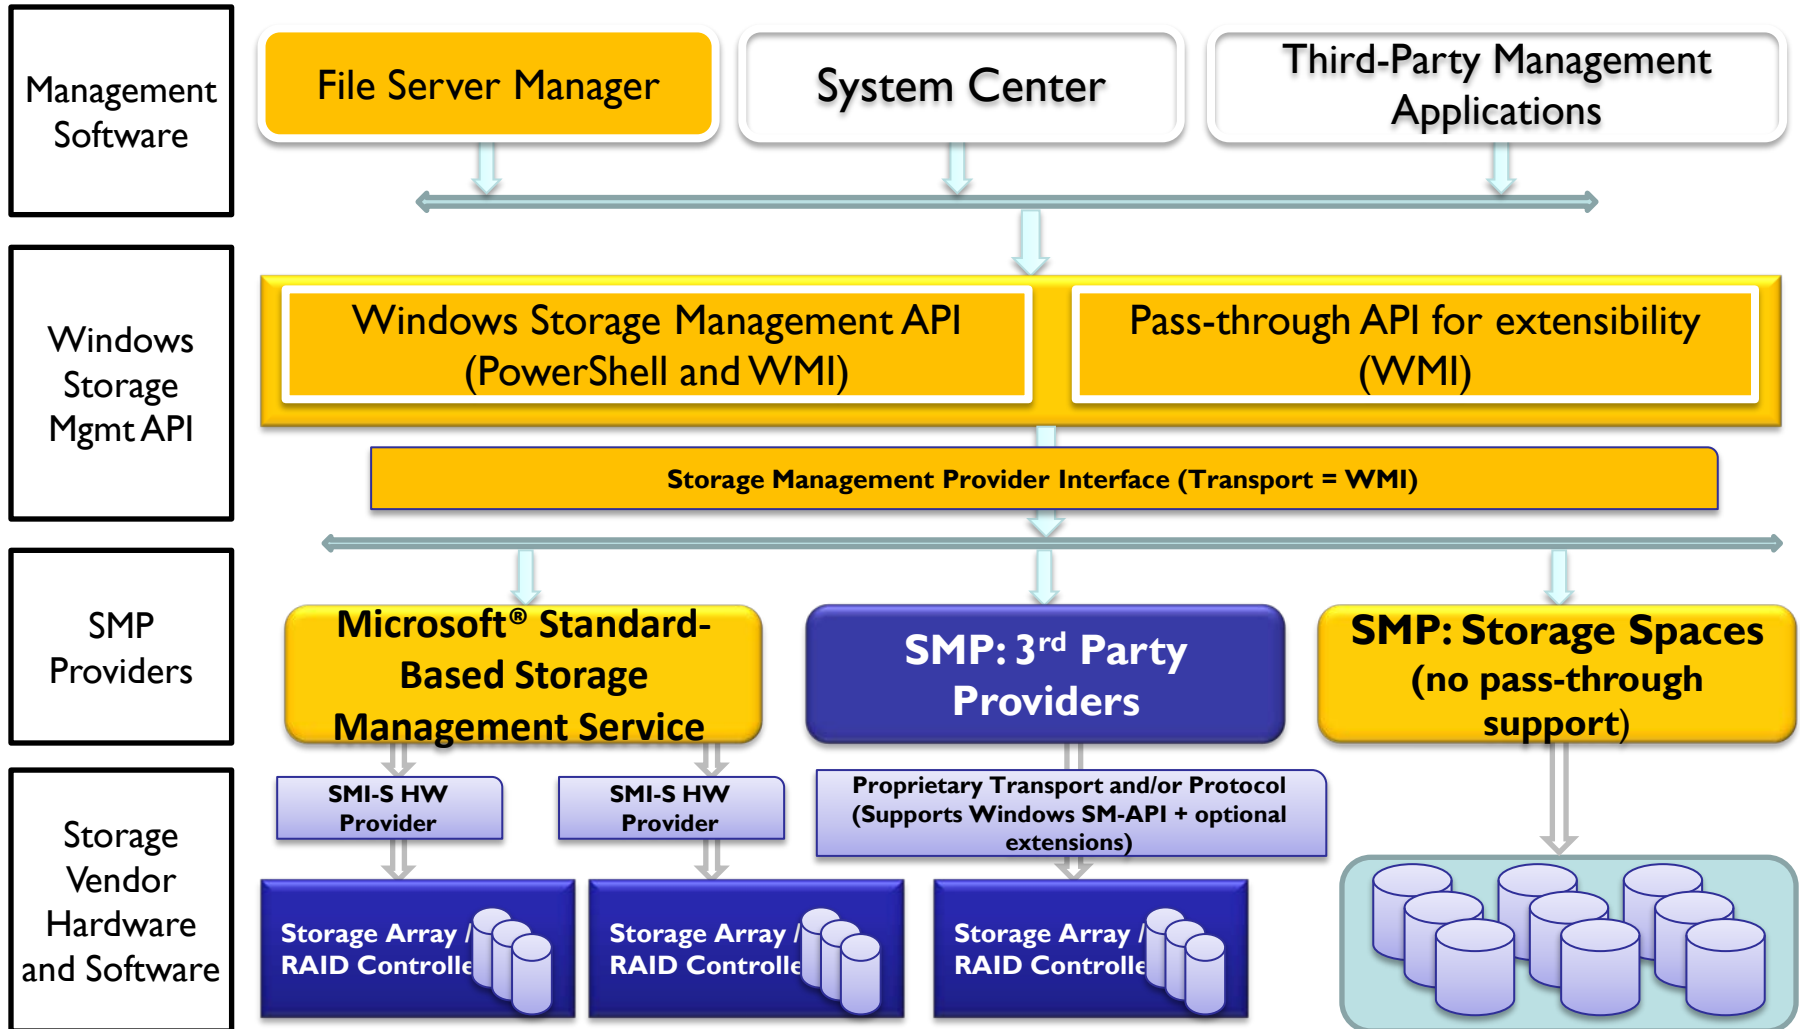 Management
Software
File Server Manager
System Center
Third-Party Management
Applications
Windows
Storage
Mgmt API
Windows Storage Management API
(PowerShell and WMI)
Pass-through API for extensibility
(WMI)
Storage Management Provider Interface (Transport = WMI)
SMP
Providers
Microsoft® Standard-
Based Storage
Management Service
SMP: 3rd Party
Providers
SMP: Storage Spaces
(no pass-through
support)
Storage
Vendor
Hardware
and Software
SMI-S HW
Provider
SMI-S HW
Provider
Proprietary Transport and/or Protocol
(Supports Windows SM-API + optional
extensions)
Storage Array /
RAID Controlle
Storage Array /
RAID Controlle
Storage Array /
RAID Controlle